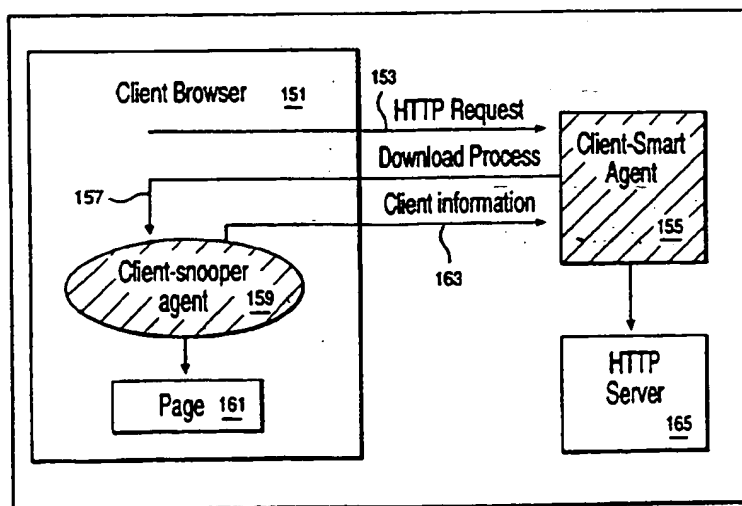 Client Browser 151
153
HTTP Request
Download Process
157
Client information
163
Client-Smart
Agent
155
Client-snooper
agent 159
Page 161
HTTP
Server
165